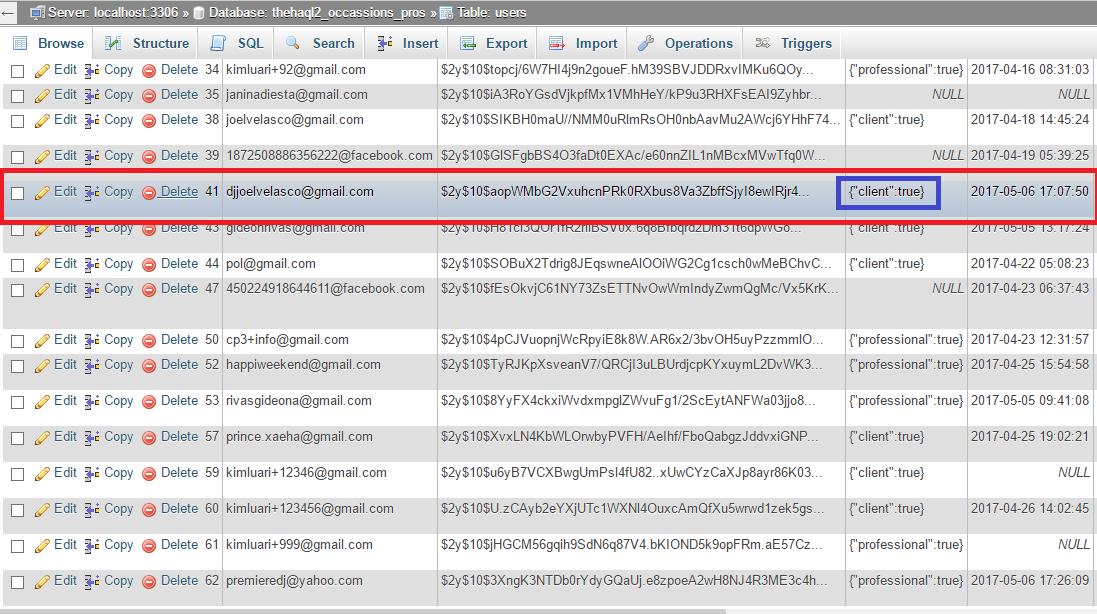 Server: localhost:3306 » Database: thehaql2_occassions_pros » Table: users
Browse Structure SQL Search Insert Export Import Operations Triggers
Edit Copy Delete 34 kimluari+92@gmail.com $2y$10$topcj/6W7HI4j9n2goueF.hM39SBVJDDRxvIMKu6QOy... {"professional":true} 2017-04-16 08:31:03
Edit Copy Delete 35 janinadiesta@gmail.com $2y$10$iA3RoYGsdVjkpfMx1VMhHeY/kP9u3RHXFsEAI9Zyhbr... NULL NULL
Edit Copy Delete 38 joelvelasco@gmail.com $2y$10$SIKBH0maU//NMM0uRlmRsOH0nbAavMu2AWcj6YHhF74... {"client":true} 2017-04-18 14:45:24
Edit Copy Delete 39 1872508886356222@facebook.com $2y$10$GlSFgbBS4O3faDt0EXAc/e60nnZIL1nMBcxMVwTfq0W... NULL 2017-04-19 05:39:25
Edit Copy Delete 41 djjoelvelasco@gmail.com $2y$10$aopWMbG2VxuhcnPRk0RXbus8Va3ZbffSjyI8ewIRjr4... {"client":true} 2017-05-06 17:07:50
Edit Copy Delete 43 gideonrivas@gmail.com $2y$10$H8Tcl3QOrTfR2nlBSV0x.6q8Bfbqrd2Dm3Tt6dpWGo... {"client":true} 2017-05-05 13:17:24
Edit Copy Delete 44 pol@gmail.com $2y$10$SOBuX2Tdrig8JEqswneAlOOiWG2Cg1csch0wMeBChvC... {"client":true} 2017-04-22 05:08:23
Edit Copy Delete 47 450224918644611@facebook.com $2y$10$fEsOkvjC61NY73ZsETTNvOwWmIndyZwmQgMc/Vx5KrK... NULL 2017-04-23 06:37:43
Edit Copy Delete 50 cp3+info@gmail.com $2y$10$4pCJVuopnjWcRpyiE8k8W.AR6x2/3bvOH5uyPzzmmIO... {"professional":true} 2017-04-23 12:31:57
Edit Copy Delete 52 happiweekend@gmail.com $2y$10$TyRJKpXsveanV7/QRCjI3uLBUrdjcpKYxuymL2DvWK3... {"professional":true} 2017-04-25 15:54:58
Edit Copy Delete 53 rivasgideona@gmail.com $2y$10$8YyFX4ckxiWvdxmpglZWvuFg1/2ScEytANFWa03jjo8... {"professional":true} 2017-05-05 09:41:08
Edit Copy Delete 57 prince.xaeha@gmail.com $2y$10$XvxLN4KbWLOrwbyPVFH/AeIhf/FboQabgzJddvxiGNP... {"client":true} 2017-04-25 19:02:21
Edit Copy Delete 59 kimluari+12346@gmail.com $2y$10$u6yB7VCXBwgUmPsI4fU82..xUwCYzCaXJp8ayr86K03... {"client":true} NULL
Edit Copy Delete 60 kimluari+123456@gmail.com $2y$10$U.zCAyb2eYXjUTc1WXNl4OuxcAmQfXu5wrwd1zek5gs... {"client":true} 2017-04-26 14:02:45
Edit Copy Delete 61 kimluari+999@gmail.com $2y$10$jHGCM56gqih9SdN6q87V4.bKIOND5k9opFRm.aE57Cz... {"professional":true} NULL
Edit Copy Delete 62 premieredj@yahoo.com $2y$10$3XngK3NTDb0rYdyGQaUj.e8zpoeA2wH8NJ4R3ME3c4h... {"professional":true} 2017-05-06 17:26:09